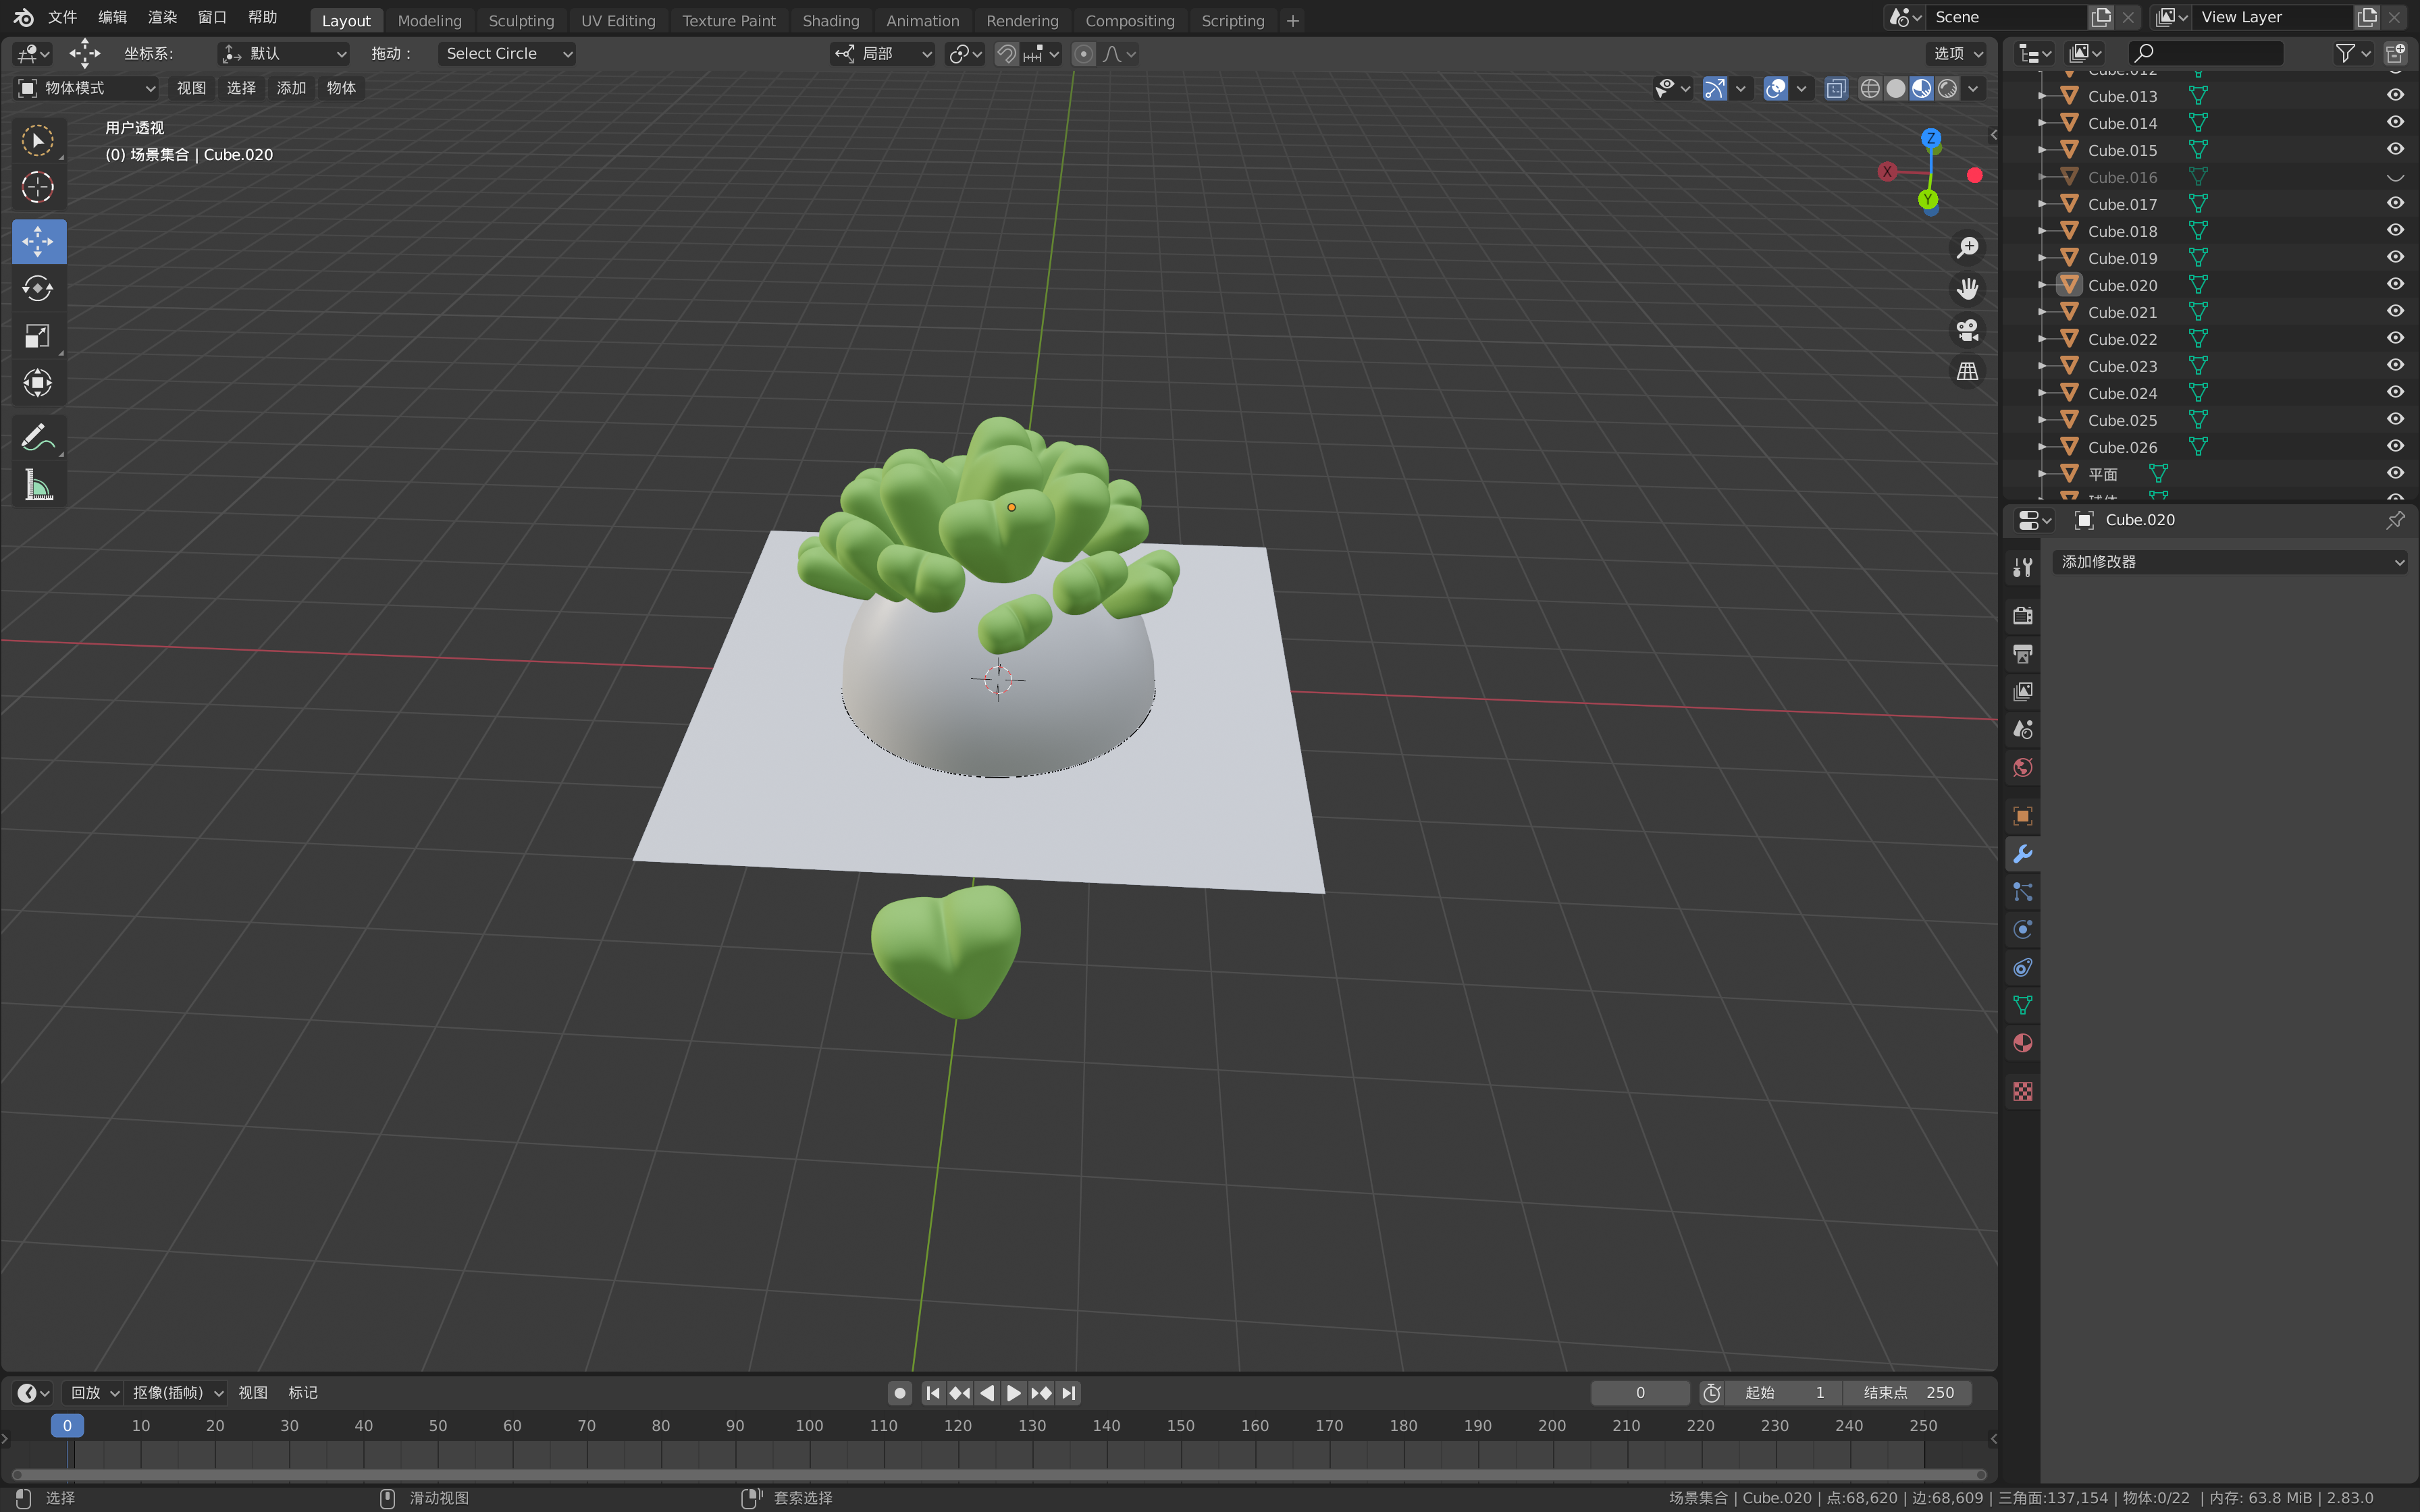 文件 编辑 渲染 窗口 帮助 Layout Modeling Sculpting UV Editing Texture Paint Shading Animation Rendering Compositing Scripting + Scene View Layer
坐标系: 默认 拖动: Select Circle 局部 选项
物体模式 视图 选择 添加 物体
用户透视
(0) 场景集合 | Cube.020
Z
X
Y
Cube.012
Cube.013
Cube.014
Cube.015
Cube.016
Cube.017
Cube.018
Cube.019
Cube.020
Cube.021
Cube.022
Cube.023
Cube.024
Cube.025
Cube.026
平面
球体
Cube.020
添加修改器
回放 抠像(插帧) 视图 标记 0 起始 1 结束点 250
0 10 20 30 40 50 60 70 80 90 100 110 120 130 140 150 160 170 180 190 200 210 220 230 240 250
选择 滑动视图 套索选择 场景集合 | Cube.020 | 点:68,620 | 边:68,609 | 三角面:137,154 | 物体:0/22 | 内存: 63.8 MiB | 2.83.0